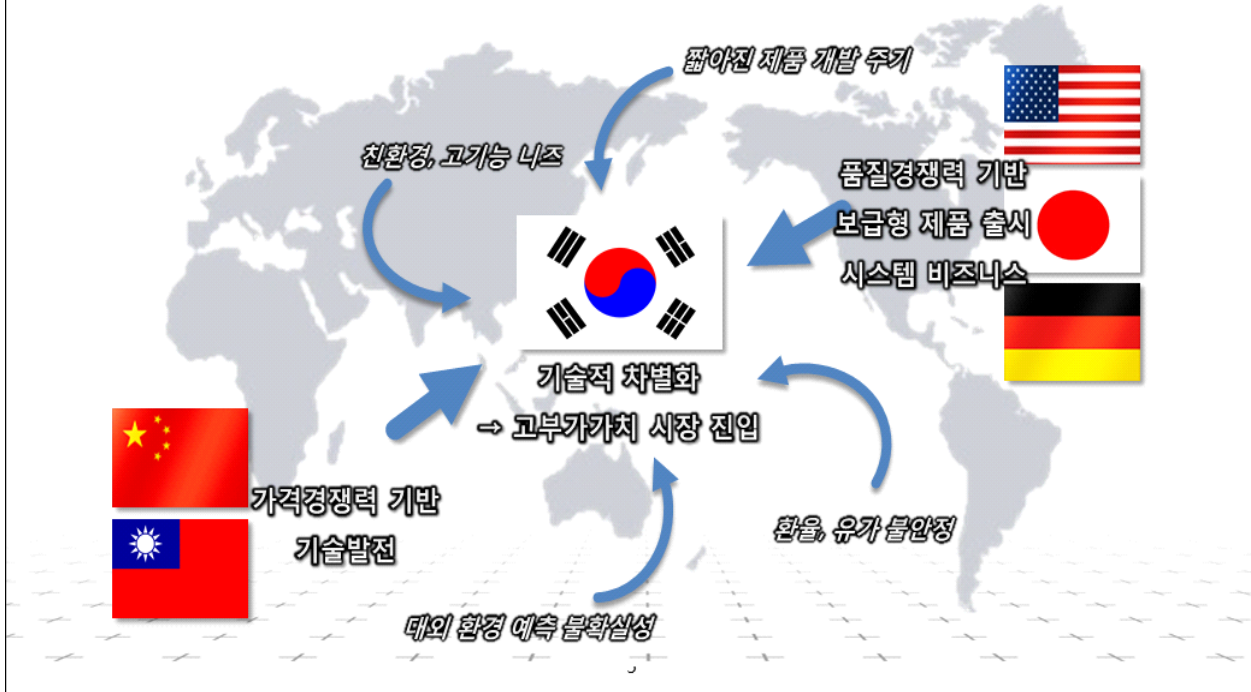 짧아진 제품 개발 주기
친환경, 고기능 니즈
품질경쟁력 기반
보급형 제품 출시
시스템 비즈니스
기술적 차별화
→ 고부가가치 시장 진입
가격경쟁력 기반
기술발전
환율, 유가 불안정
대외 환경 예측 불확실성